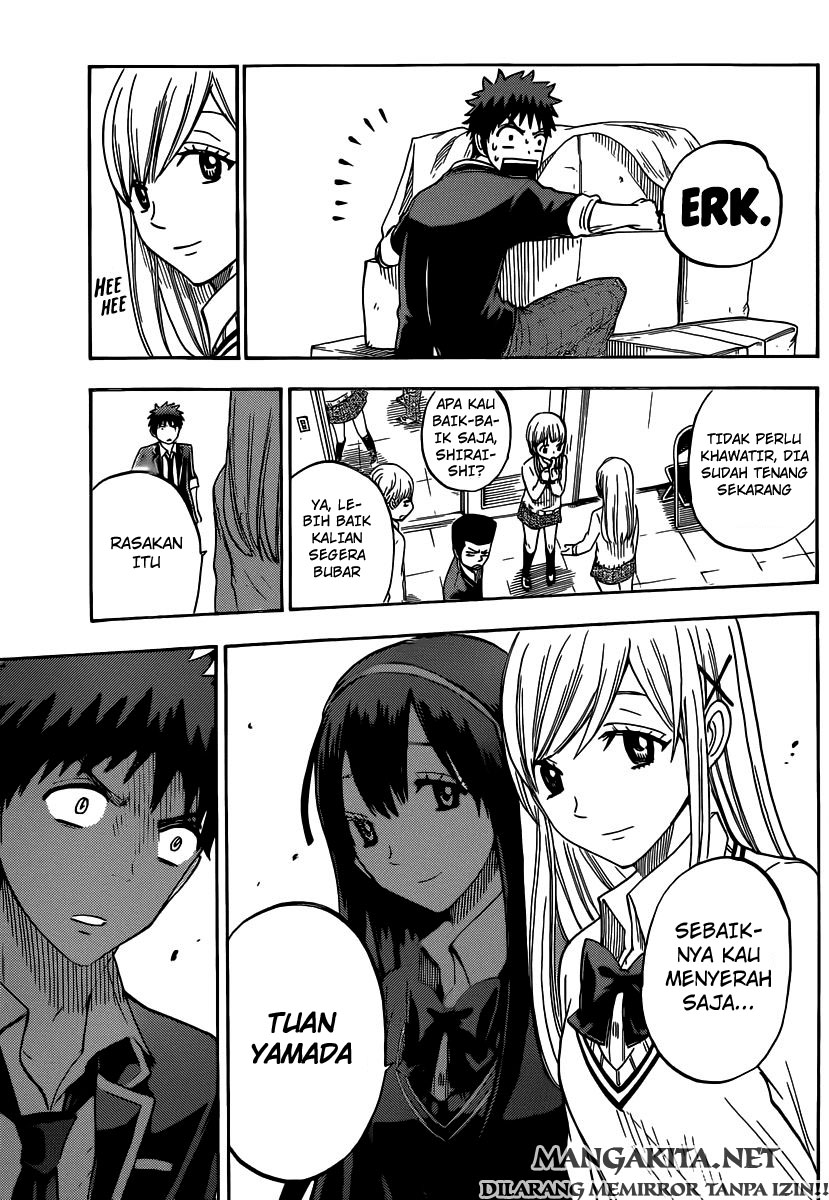 ERK.
HEE
HEE
TIDAK PERLU
KHAWATIR, DIA
SUDAH TENANG
SEKARANG
APA KAU
BAIK-BA-
IK SAJA,
SHIRAI-
SHI?
YA, LE-
BIH BAIK
KALIAN
SEGERA
BUBAR
RASAKAN
ITU
SEBAIK-
NYA KAU
MENYERAH
SAJA...
TUAN
YAMADA
MANGAKITA.NET
DILARANG MEMIRROR TANPA IZIN!!